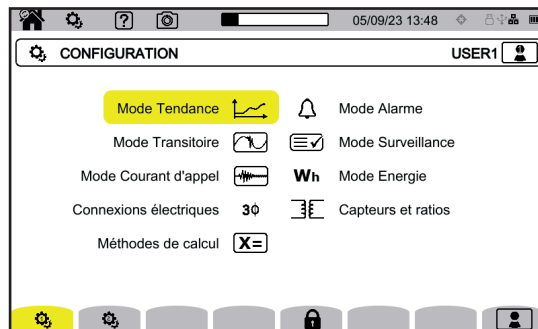 05/09/23 13:48
CONFIGURATION
USER1
Mode Tendance
Mode Alarme
Mode Transitoire
Mode Surveillance
Mode Courant d'appel
Wh Mode Energie
Connexions électriques 3ϕ
Capteurs et ratios
Méthodes de calcul X=